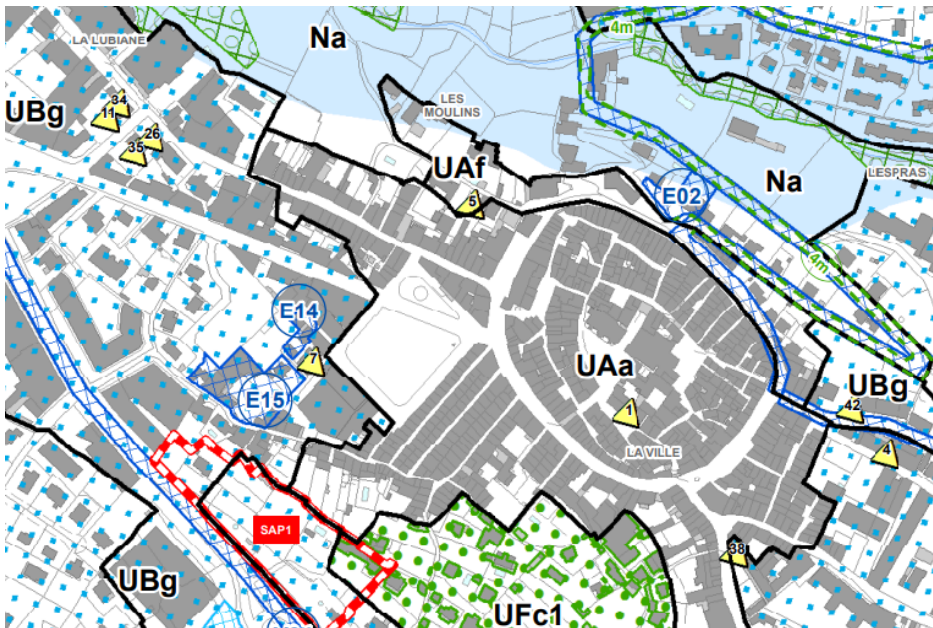 LA LUBIANE
Na
4m
UBg
34
11
26
35
LES
MOULINS
UAf
5
E02
Na
LESPRAS
4m
E14
7
E15
UAa
1
LA VILLE
UBg
42
4
SAP1
38
UBg
UFc1